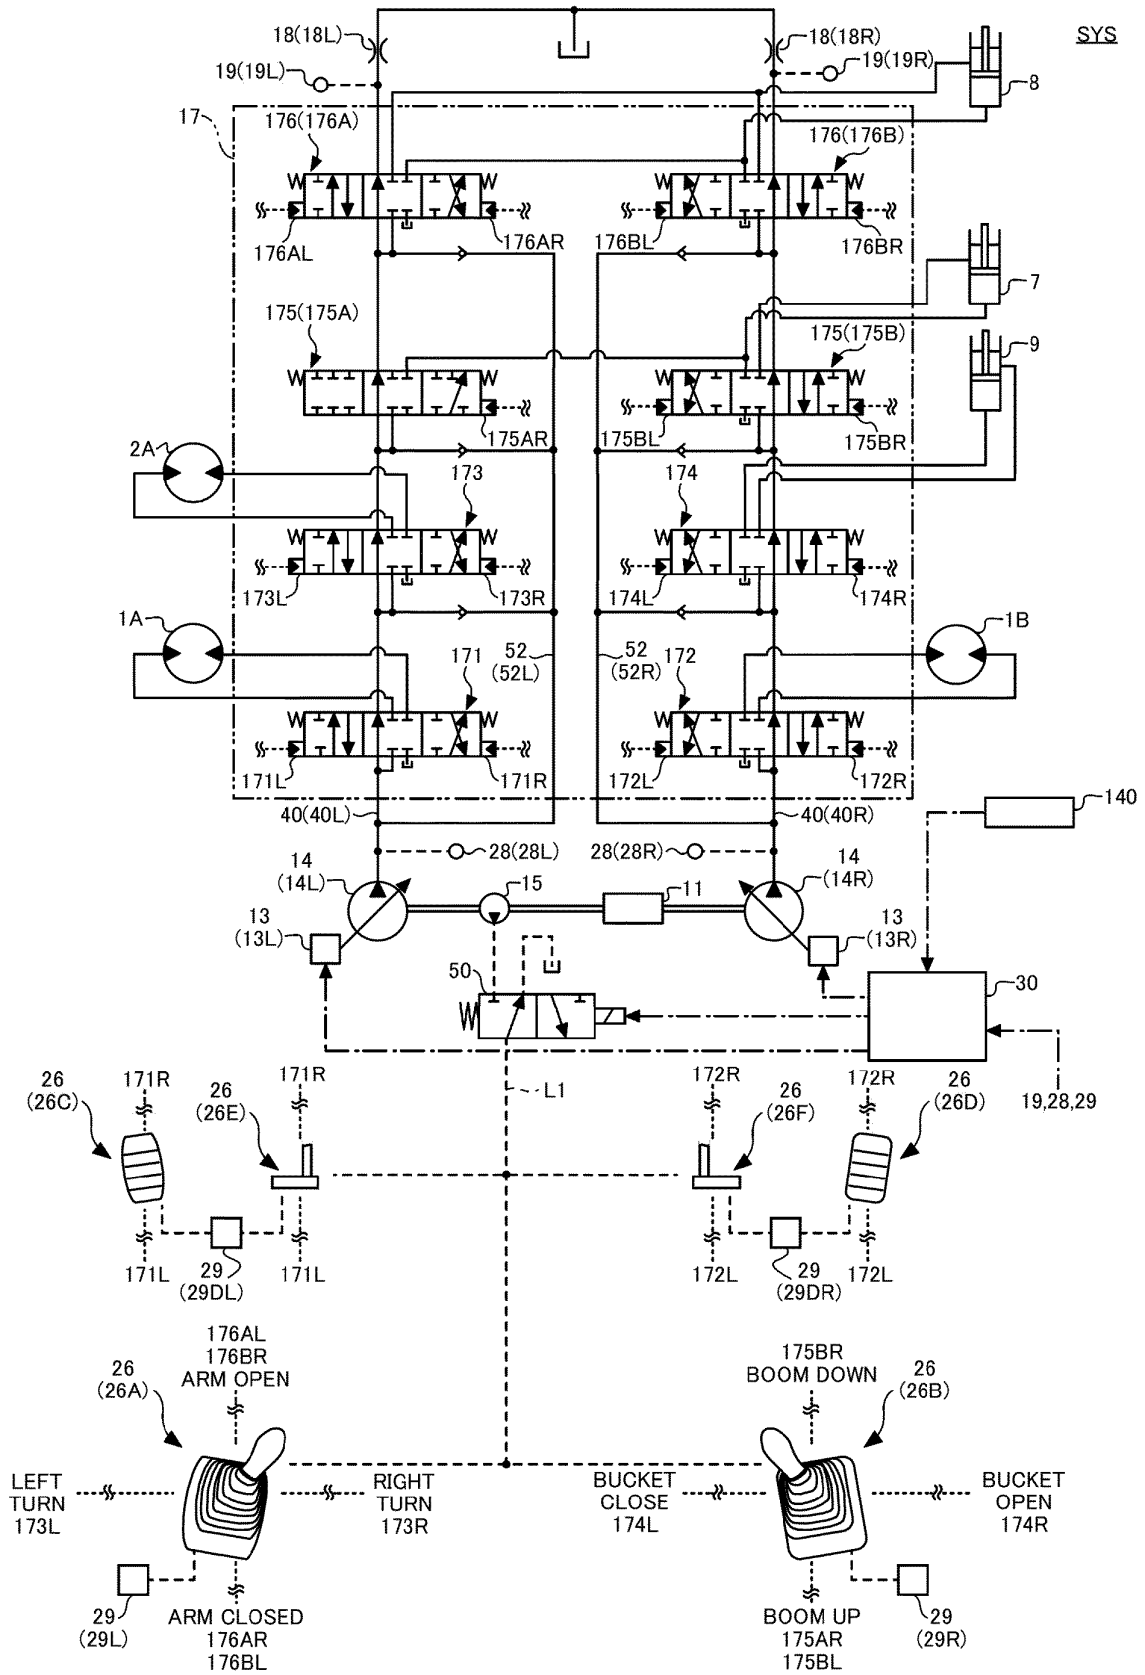 SYS
18(18L)
18(18R)
19(19L)
19(19R)
8
17
176(176A)
176(176B)
176AL
176AR
176BL
176BR
7
175(175A)
175(175B)
9
175AR
175BL
175BR
2A
173
174
173L
173R
174L
174R
1A
171
52
(52L)
52
(52R)
172
1B
171L
171R
172L
172R
40(40L)
40(40R)
140
28(28L)
28(28R)
14
(14L)
15
11
14
(14R)
13
(13L)
13
(13R)
50
30
L1
19,28,29
26
(26C)
171R
26
(26E)
171R
172R
26
(26F)
172R
26
(26D)
171L
29
(29DL)
171L
172L
29
(29DR)
172L
176AL
176BR
ARM OPEN
175BR
BOOM DOWN
26
(26A)
26
(26B)
LEFT
TURN
173L
RIGHT
TURN
173R
BUCKET
CLOSE
174L
BUCKET
OPEN
174R
29
(29L)
ARM CLOSED
176AR
176BL
BOOM UP
175AR
175BL
29
(29R)